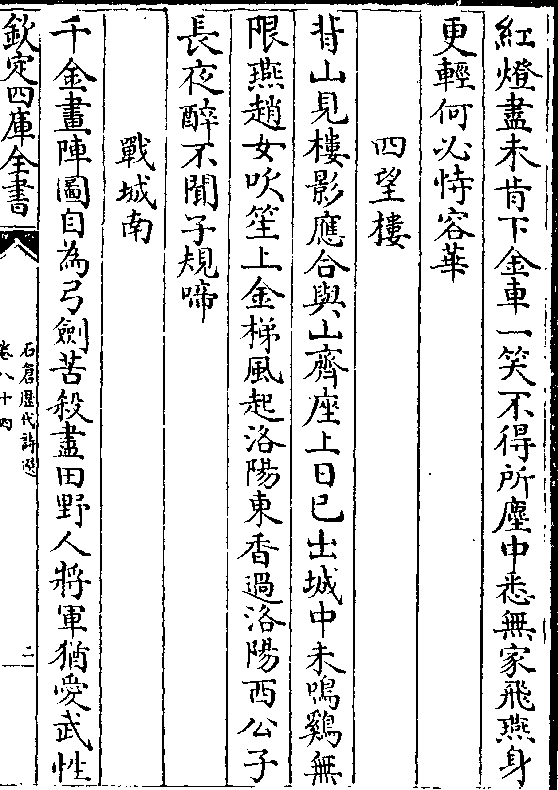 紅燈盡未肯下金車一笑不得所塵中悉無家飛燕身
更輕何必恃容華
四望樓
背山見樓影應合與山齊座上日已出城中未鳴鷄無
限燕趙女吹笙上金梯風起洛陽東香過洛陽西公子
長夜醉不聞子規啼
戰城南
千金畫陣圖自為弓劍苦殺盡田野人將軍猶愛武性
欽定四庫全書
石倉歷代詩選
卷八十四
二